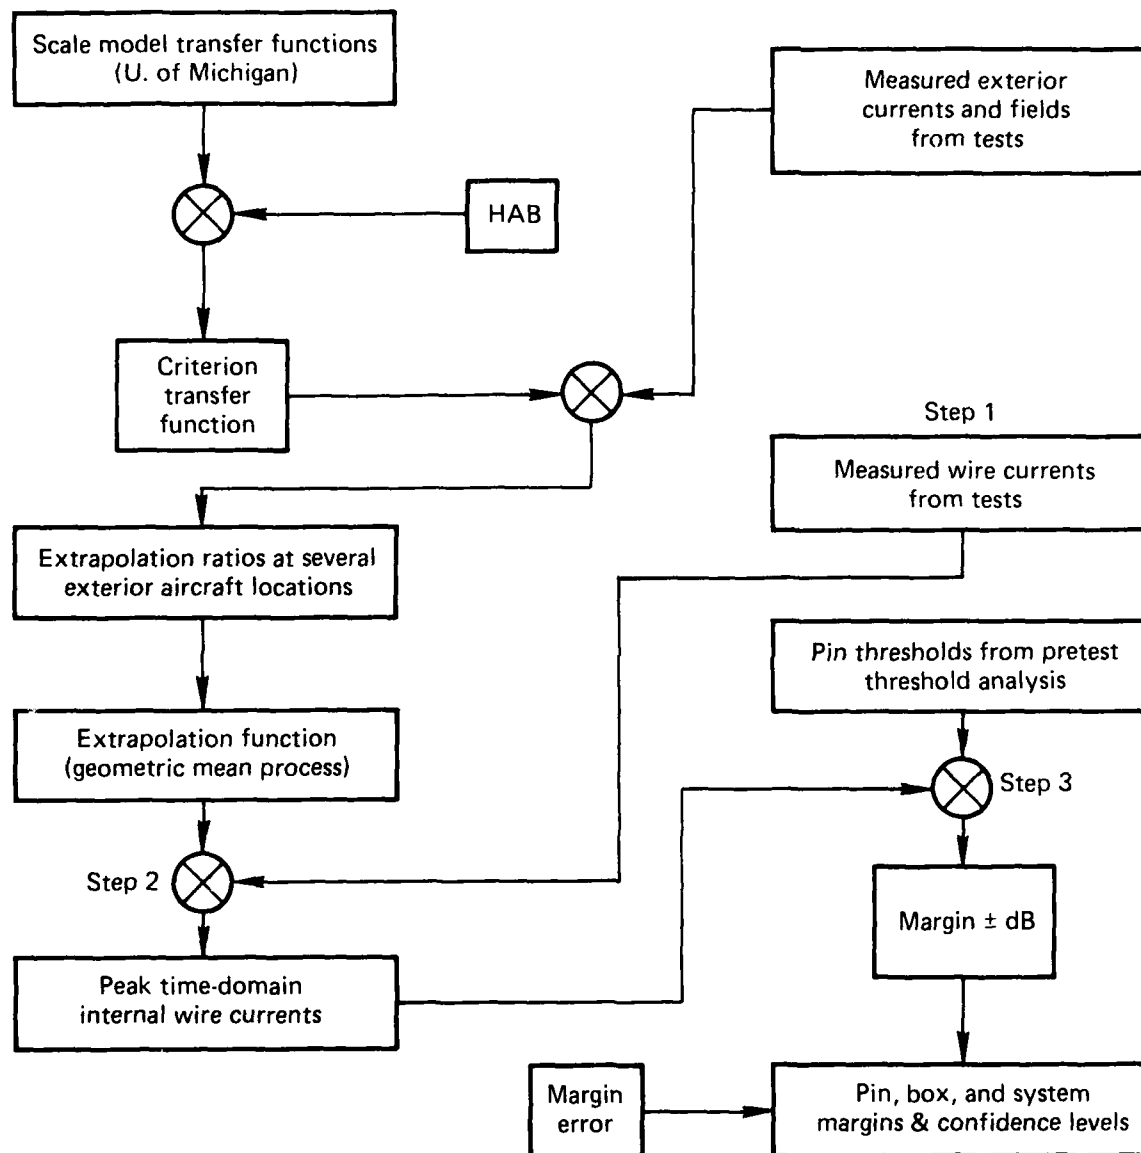 Scale model transfer functions
(U. of Michigan)
Measured exterior
currents and fields
from tests
HAB
Criterion
transfer
function
Step 1
Measured wire currents
from tests
Extrapolation ratios at several
exterior aircraft locations
Pin thresholds from pretest
threshold analysis
Extrapolation function
(geometric mean process)
Step 3
Step 2
Margin ± dB
Peak time-domain
internal wire currents
Margin
error
Pin, box, and system
margins & confidence levels